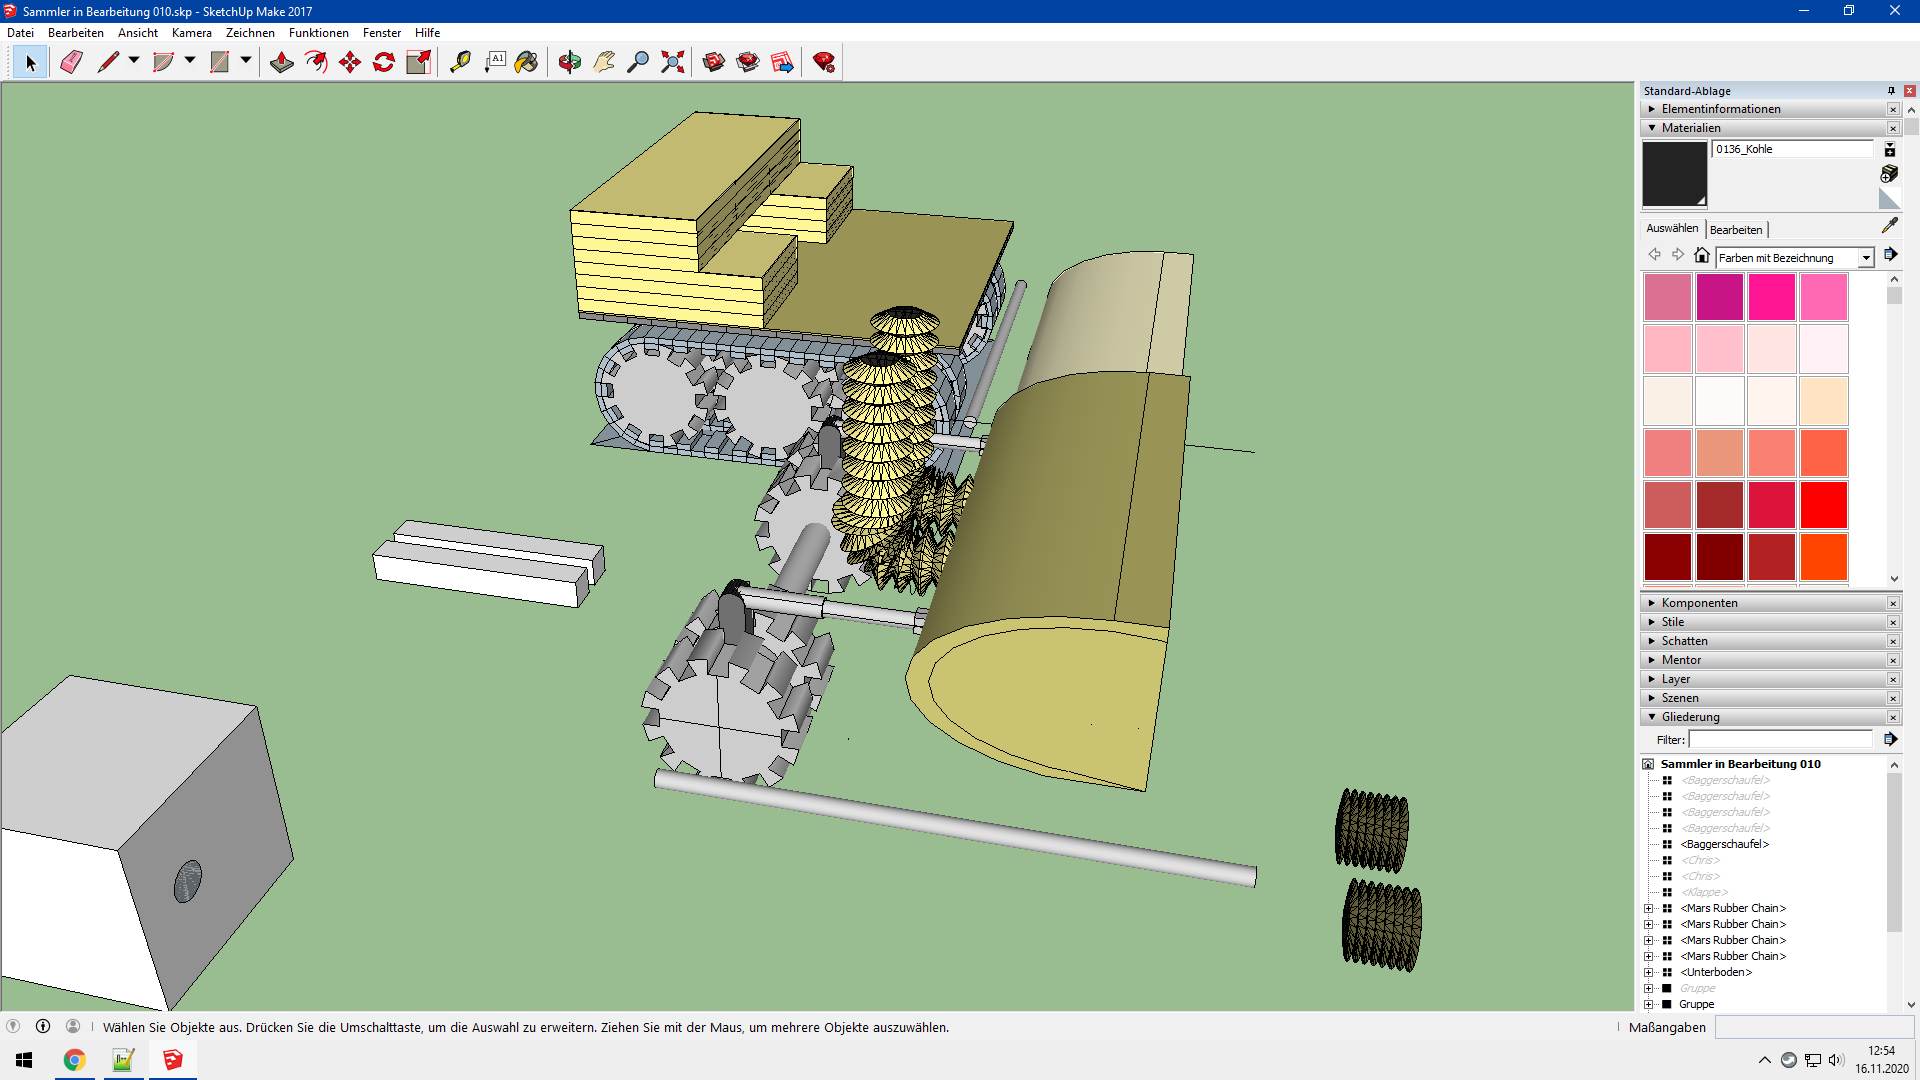 Sammler in Bearbeitung 010.skp - SketchUp Make 2017
Datei Bearbeiten Ansicht Kamera Zeichnen Funktionen Fenster Hilfe
A1
Standard-Ablage
Elementinformationen
Materialien
0136_Kohle
Auswählen Bearbeiten
Farben mit Bezeichnung
Komponenten
Stile
Schatten
Mentor
Layer
Szenen
Gliederung
Filter:
Sammler in Bearbeitung 010
<Baggerschaufel>
<Baggerschaufel>
<Baggerschaufel>
<Baggerschaufel>
<Baggerschaufel>
<Chris>
<Chris>
<Klappe>
<Mars Rubber Chain>
<Mars Rubber Chain>
<Mars Rubber Chain>
<Mars Rubber Chain>
<Unterboden>
Gruppe
Gruppe
Wählen Sie Objekte aus. Drücken Sie die Umschalttaste, um die Auswahl zu erweitern. Ziehen Sie mit der Maus, um mehrere Objekte auszuwählen.
Maßangaben
12:54
16.11.2020